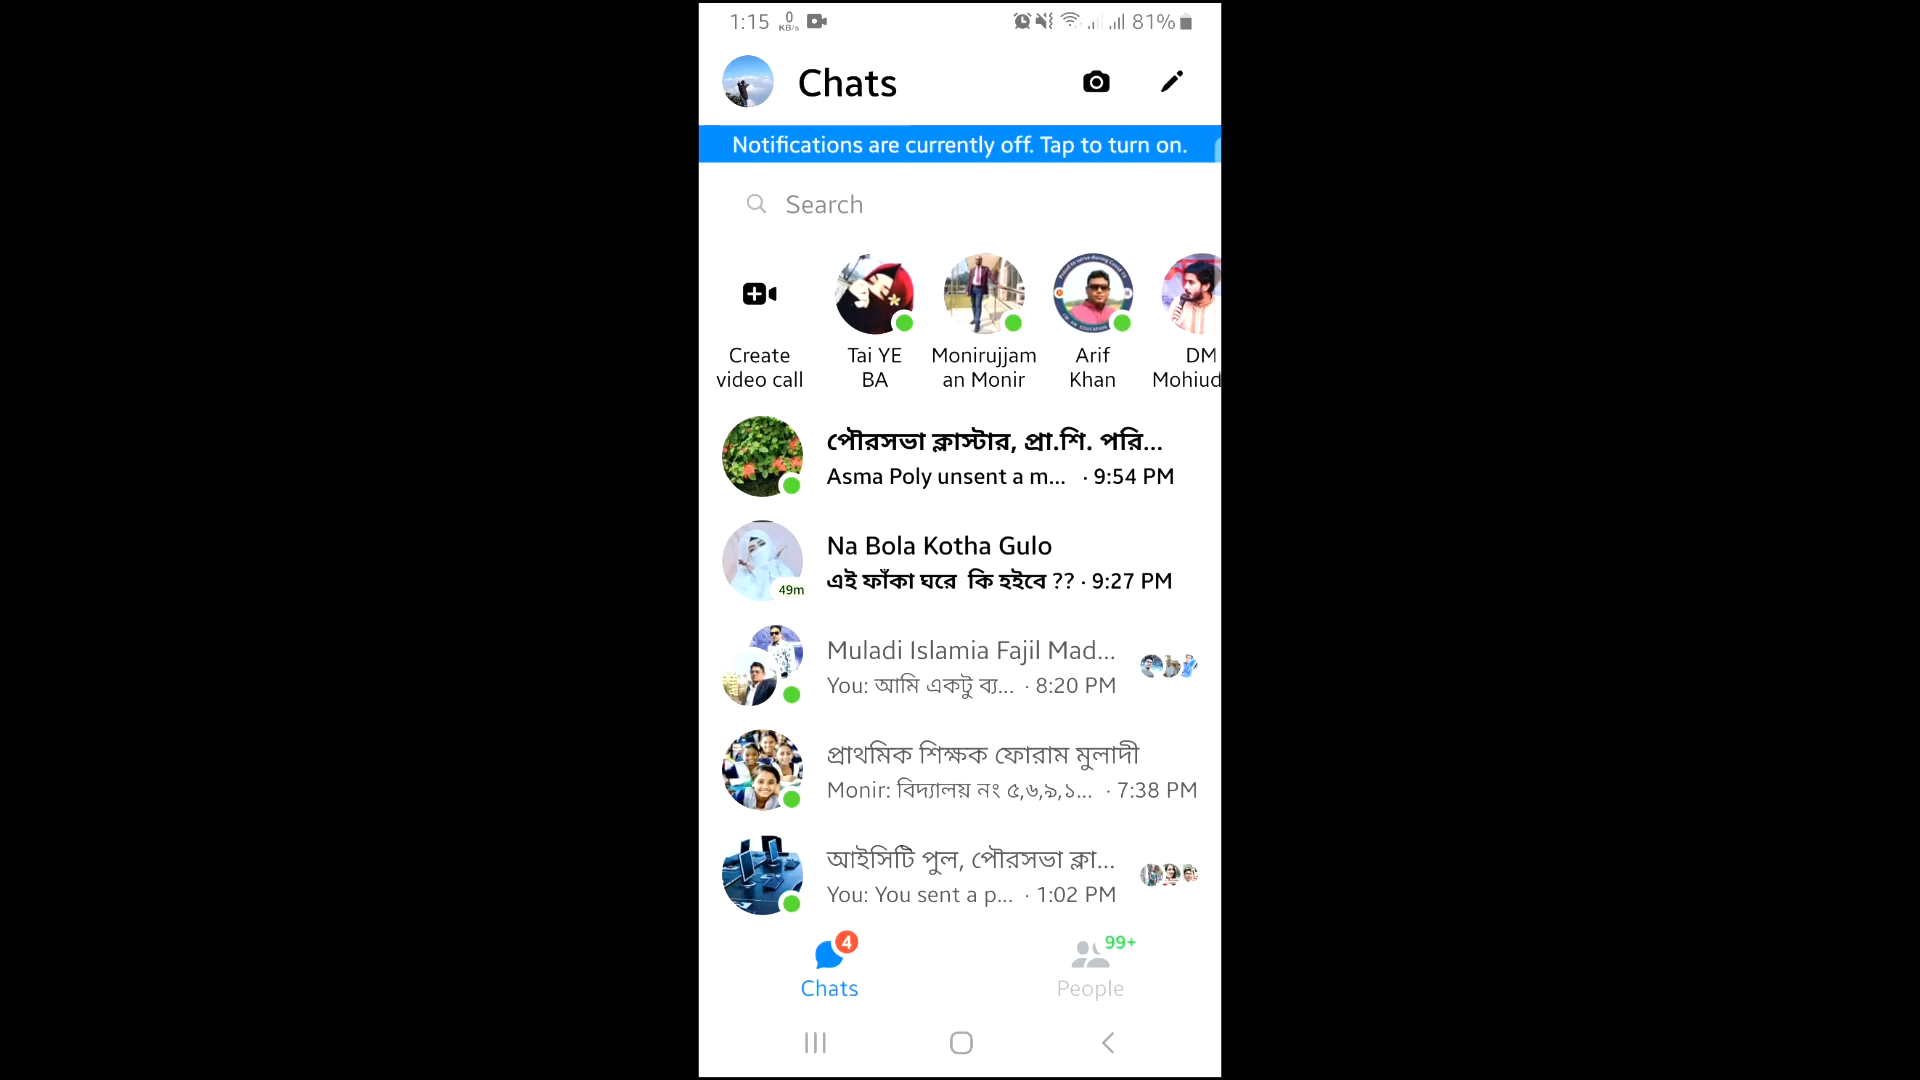 1:15 0 KB/s 81%
Chats
Notifications are currently off. Tap to turn on.
Search
Create video call
Tai YE BA
Monirujjam an Monir
Arif Khan
DM Mohiud
পৌরসভা ক্লাস্টার, প্রা.শি. পরি...
Asma Poly unsent a m... · 9:54 PM
Na Bola Kotha Gulo
এই ফাঁকা ঘরে কি হইবে ?? · 9:27 PM
49m
Muladi Islamia Fajil Mad...
You: আমি একটু ব্য... · 8:20 PM
প্রাথমিক শিক্ষক ফোরাম মুলাদী
Monir: বিদ্যালয় নং ৫,৬,৯,১... · 7:38 PM
আইসিটি পুল, পৌরসভা ক্লা...
You: You sent a p... · 1:02 PM
4
99+
Chats
People